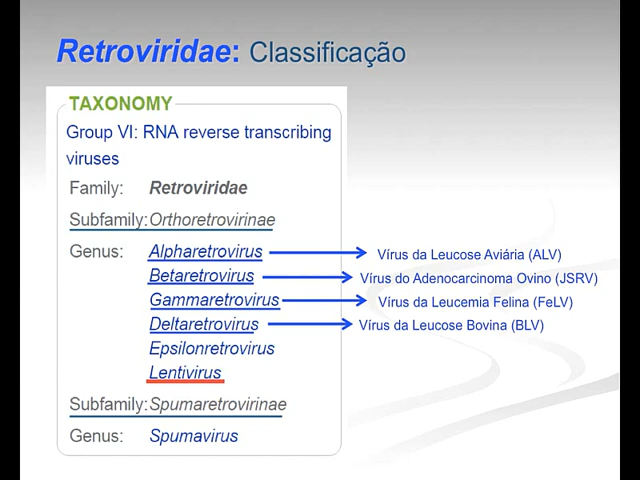 Retroviridae: Classificação
TAXONOMY
Group VI: RNA reverse transcribing
viruses
Family: Retroviridae
Subfamily: Orthoretrovirinae
Genus: Alpharetrovirus Vírus da Leucose Aviária (ALV)
Betaretrovirus Vírus do Adenocarcinoma Ovino (JSRV)
Gammaretrovirus Vírus da Leucemia Felina (FeLV)
Deltaretrovirus Vírus da Leucose Bovina (BLV)
Epsilonretrovirus
Lentivirus
Subfamily: Spumaretrovirinae
Genus: Spumavirus